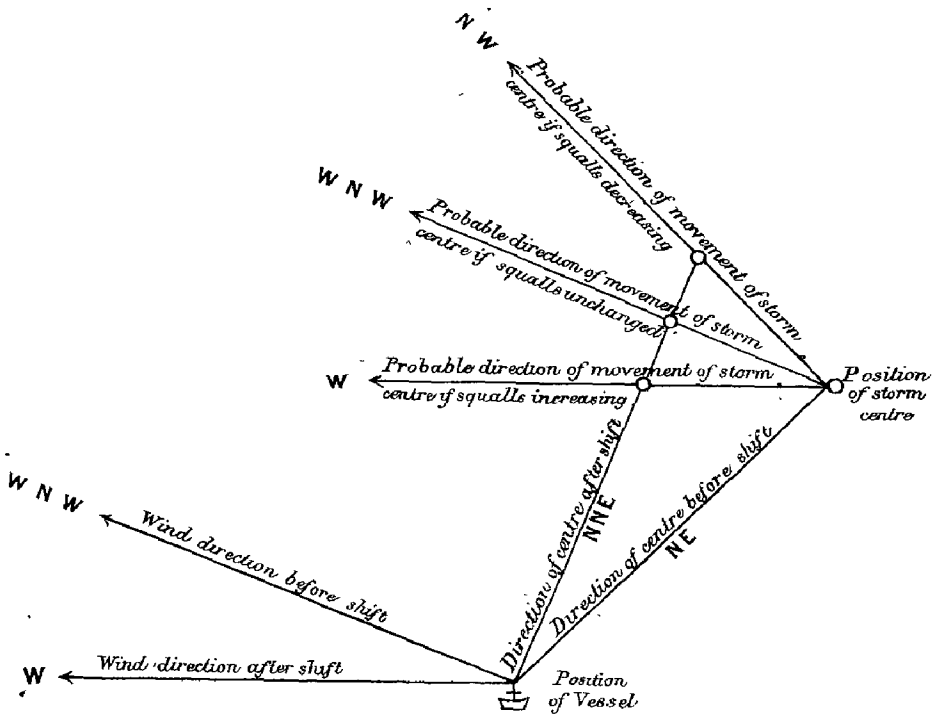 N W
Probable direction of movement of storm
centre if squalls decreasing
W N W
Probable direction of movement of storm
centre if squalls unchanged
W
Probable direction of movement of storm
centre if squalls increasing
Position
of storm
centre
Direction of centre after shift
NNE
Direction of centre before shift
NE
W N W
Wind direction before shift
W
Wind direction after shift
Position
of Vessel